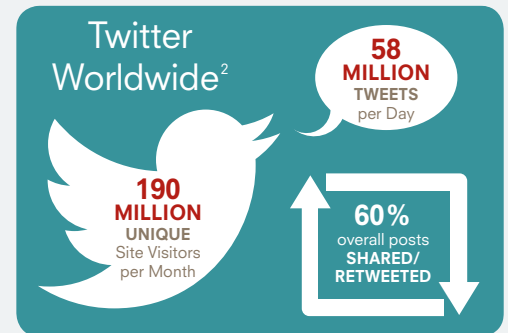 Twitter
Worldwide²
58
MILLION
TWEETS
per Day
190
MILLION
UNIQUE
Site Visitors
per Month
60%
overall posts
SHARED/
RETWEETED